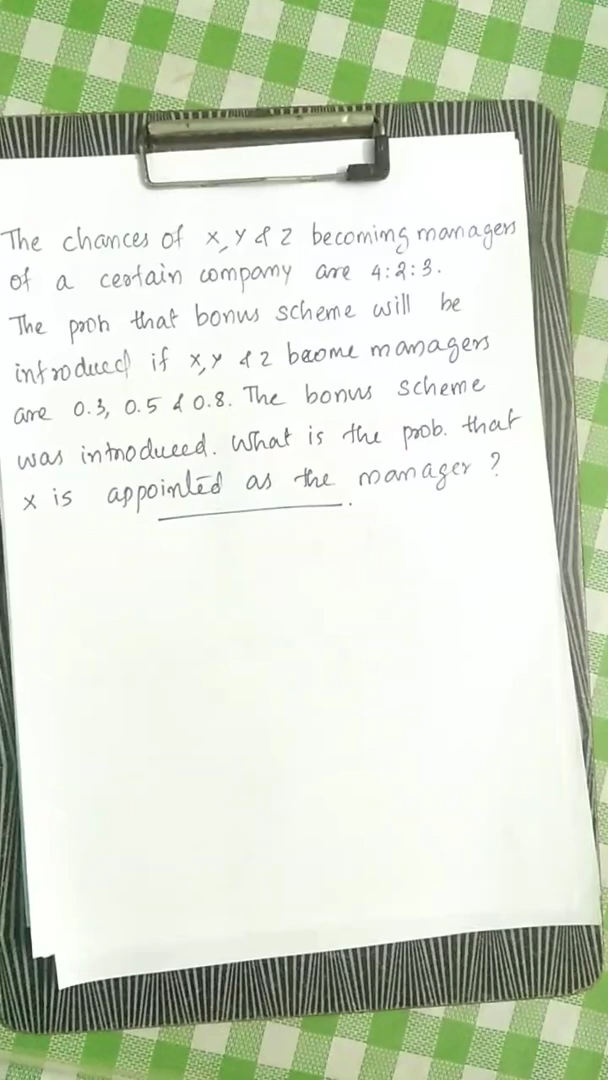 The chances of X, Y & Z becoming managers
of a certain company are 4:2:3.
The prob that bonus scheme will be
introduced if X, Y & Z become managers
are 0.3, 0.5 & 0.8. The bonus scheme
was introduced. What is the prob. that
X is appointed as the manager?